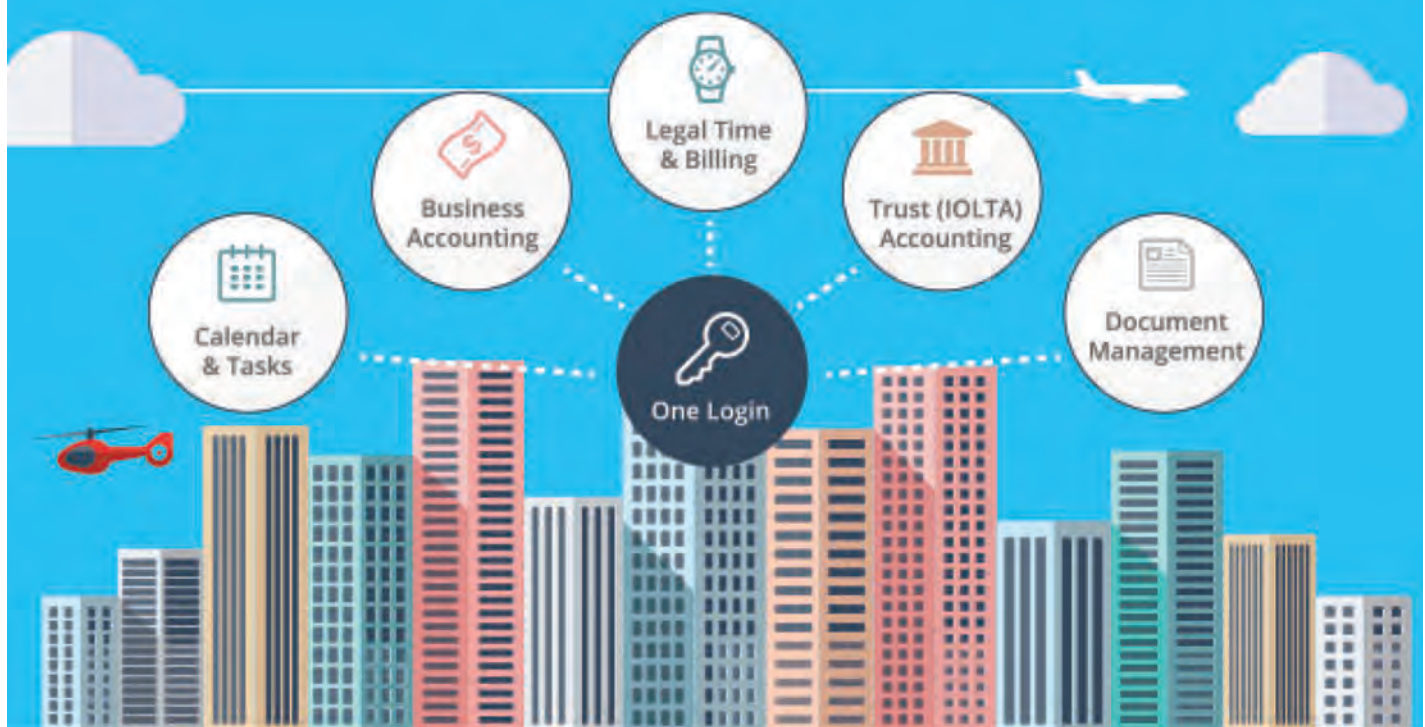 Legal Time
& Billing
Business
Accounting
Trust (IOLTA)
Accounting
Calendar
& Tasks
Document
Management
One Login